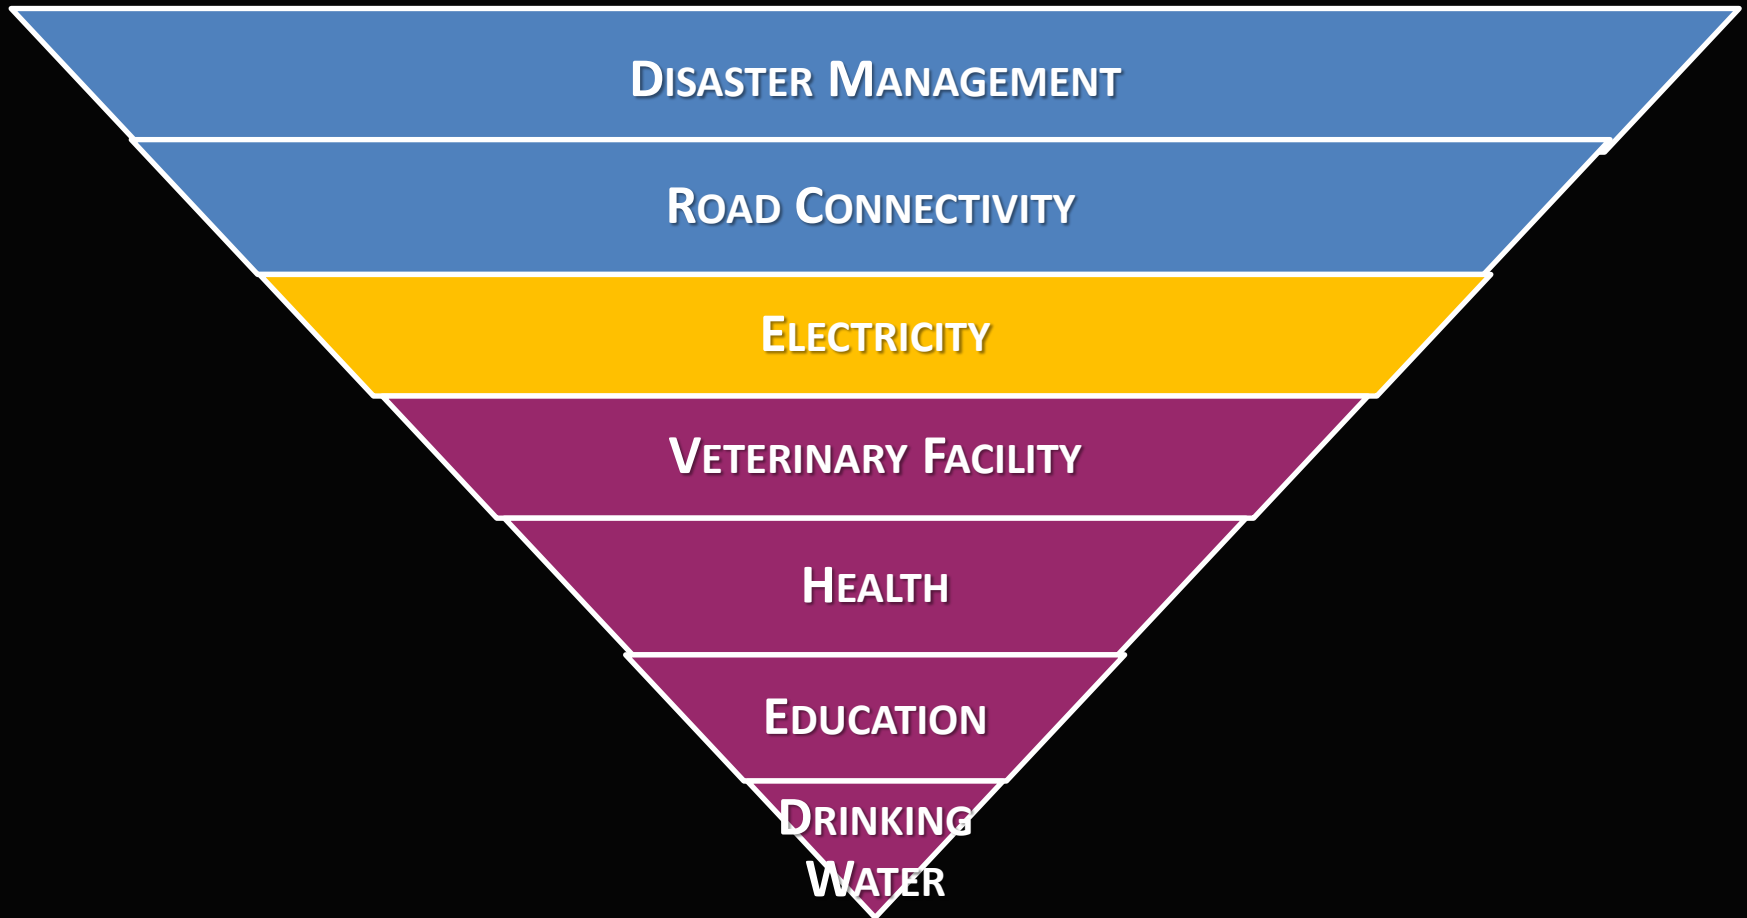 Disaster Management
Road Connectivity
Electricity
Veterinary Facility
Health
Education
Drinking
Water